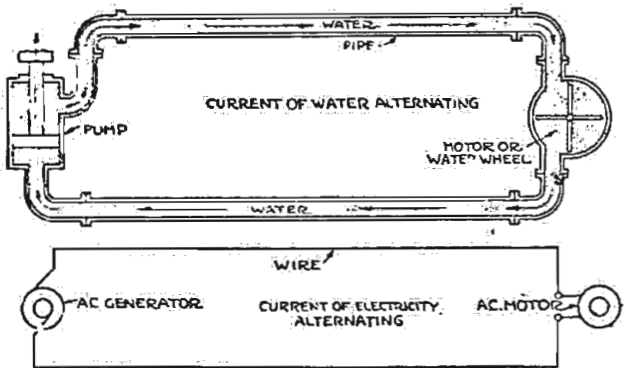 WATER
PIPE
CURRENT OF WATER ALTERNATING
PUMP
MOTOR OR
WATER WHEEL
WATER
WIRE
AC GENERATOR
CURRENT OF ELECTRICITY
ALTERNATING
AC. MOTOR